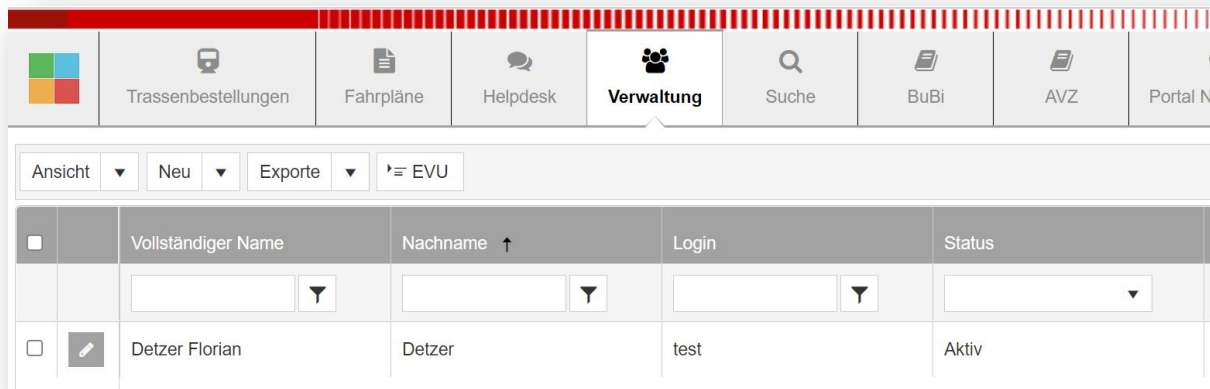 Trassenbestellungen Fahrpläne Helpdesk Verwaltung Suche BuBi AVZ Portal N
Ansicht Neu Exporte EVU
Vollständiger Name Nachname Login Status
Detzer Florian Detzer test Aktiv